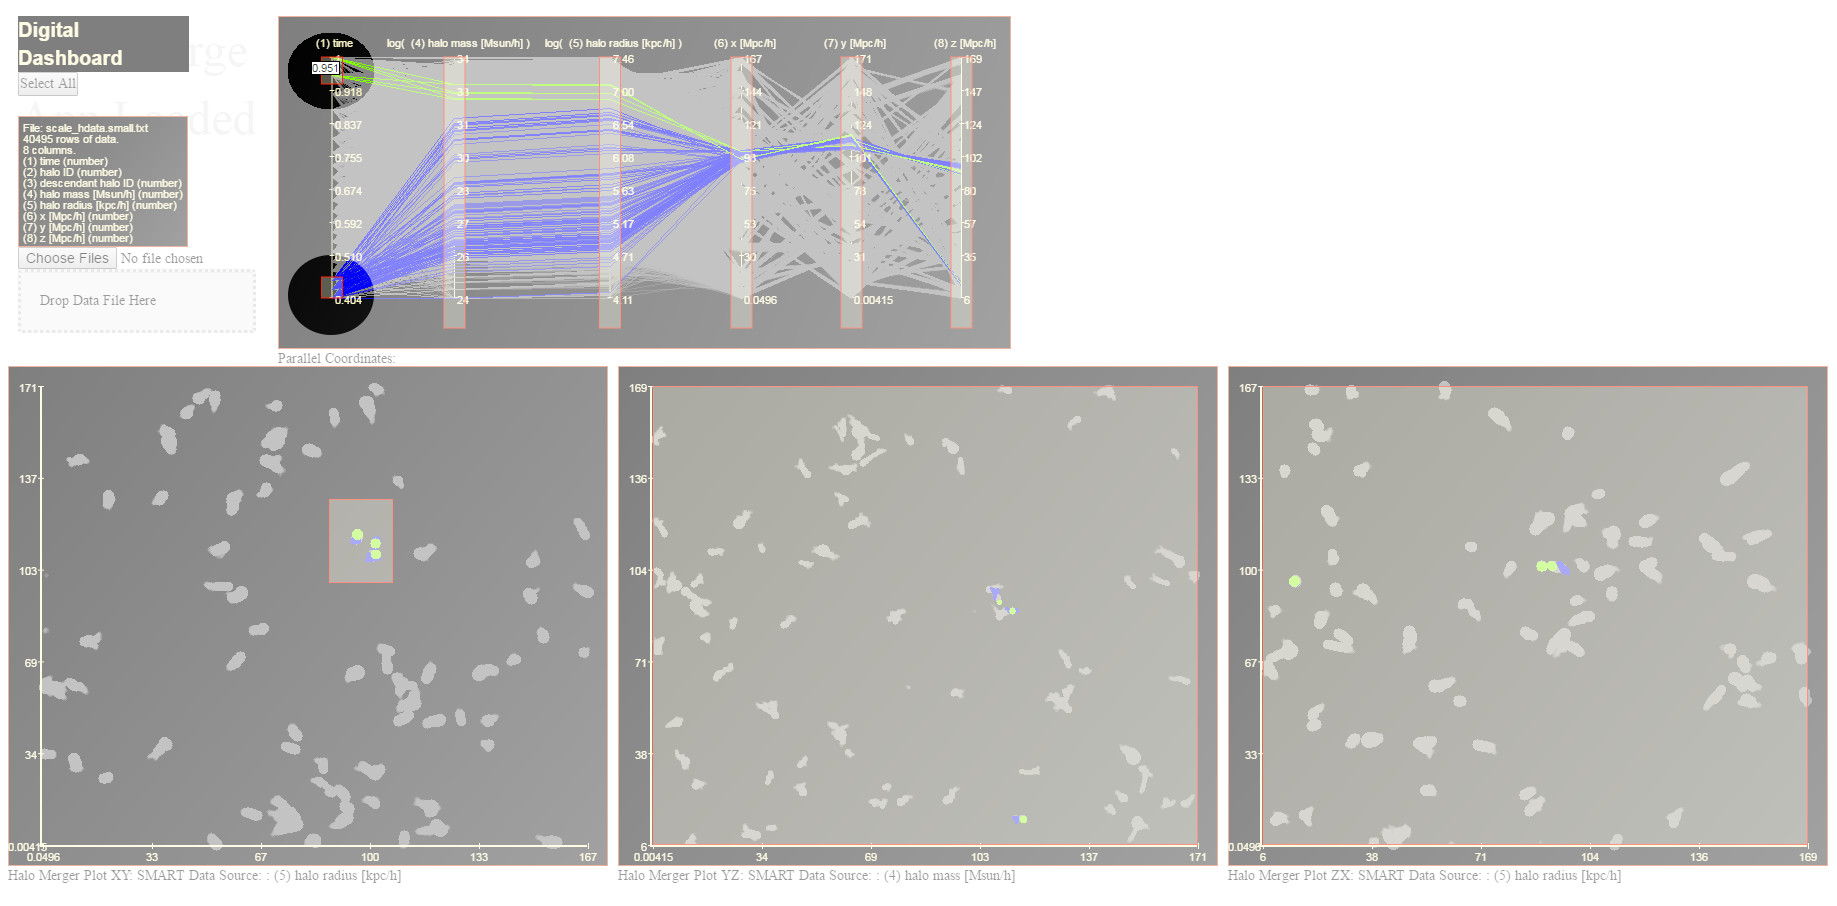 Digital
Dashboard
rge
Select All
ded
File: scale_hdata.small.txt
40495 rows of data.
8 columns.
(1) time (number)
(2) halo ID (number)
(3) descendant halo ID (number)
(4) halo mass [Msun/h] (number)
(5) halo radius [kpc/h] (number)
(6) x [Mpc/h] (number)
(7) y [Mpc/h] (number)
(8) z [Mpc/h] (number)
Choose Files No file chosen
Drop Data File Here
(1) time log( (4) halo mass [Msun/h] ) log( (5) halo radius [kpc/h] ) (6) x [Mpc/h] (7) y [Mpc/h] (8) z [Mpc/h]
7.46 167 171 169
0.951
0.918 33 7.00 144 148 147
0.837 31 6.54 121 124 124
0.755 30 6.08 98 101 102
0.674 5.63 75 80
0.592 27 5.17 53 54 57
0.510 4.71 30 31 35
0.404 24 4.11 0.0496 0.00415 6
Parallel Coordinates:
171
137
103
69
34
0.00415
0.0496 33 67 100 133 167
Halo Merger Plot XY: SMART Data Source: : (5) halo radius [kpc/h]
169
136
104
71
38
6
0.00415 34 69 103 137 171
Halo Merger Plot YZ: SMART Data Source: : (4) halo mass [Msun/h]
167
133
100
67
33
0.0496
6 38 71 104 136 169
Halo Merger Plot ZX: SMART Data Source: : (5) halo radius [kpc/h]